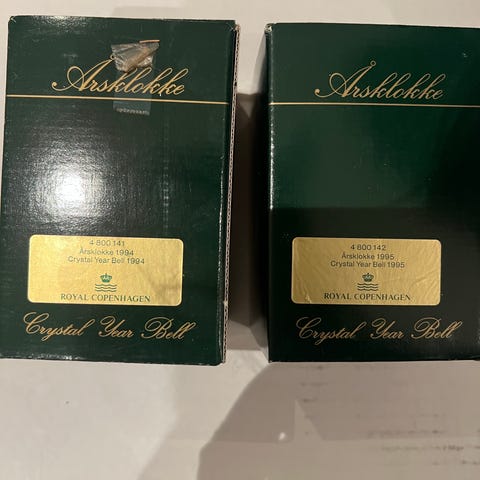 Årsklokke
4 800 141
Årsklokke 1994
Crystal Year Bell 1994
ROYAL COPENHAGEN
Crystal Year Bell
Årsklokke
4 800 142
Årsklokke 1995
Crystal Year Bell 1995
ROYAL COPENHAGEN
Crystal Year Bell